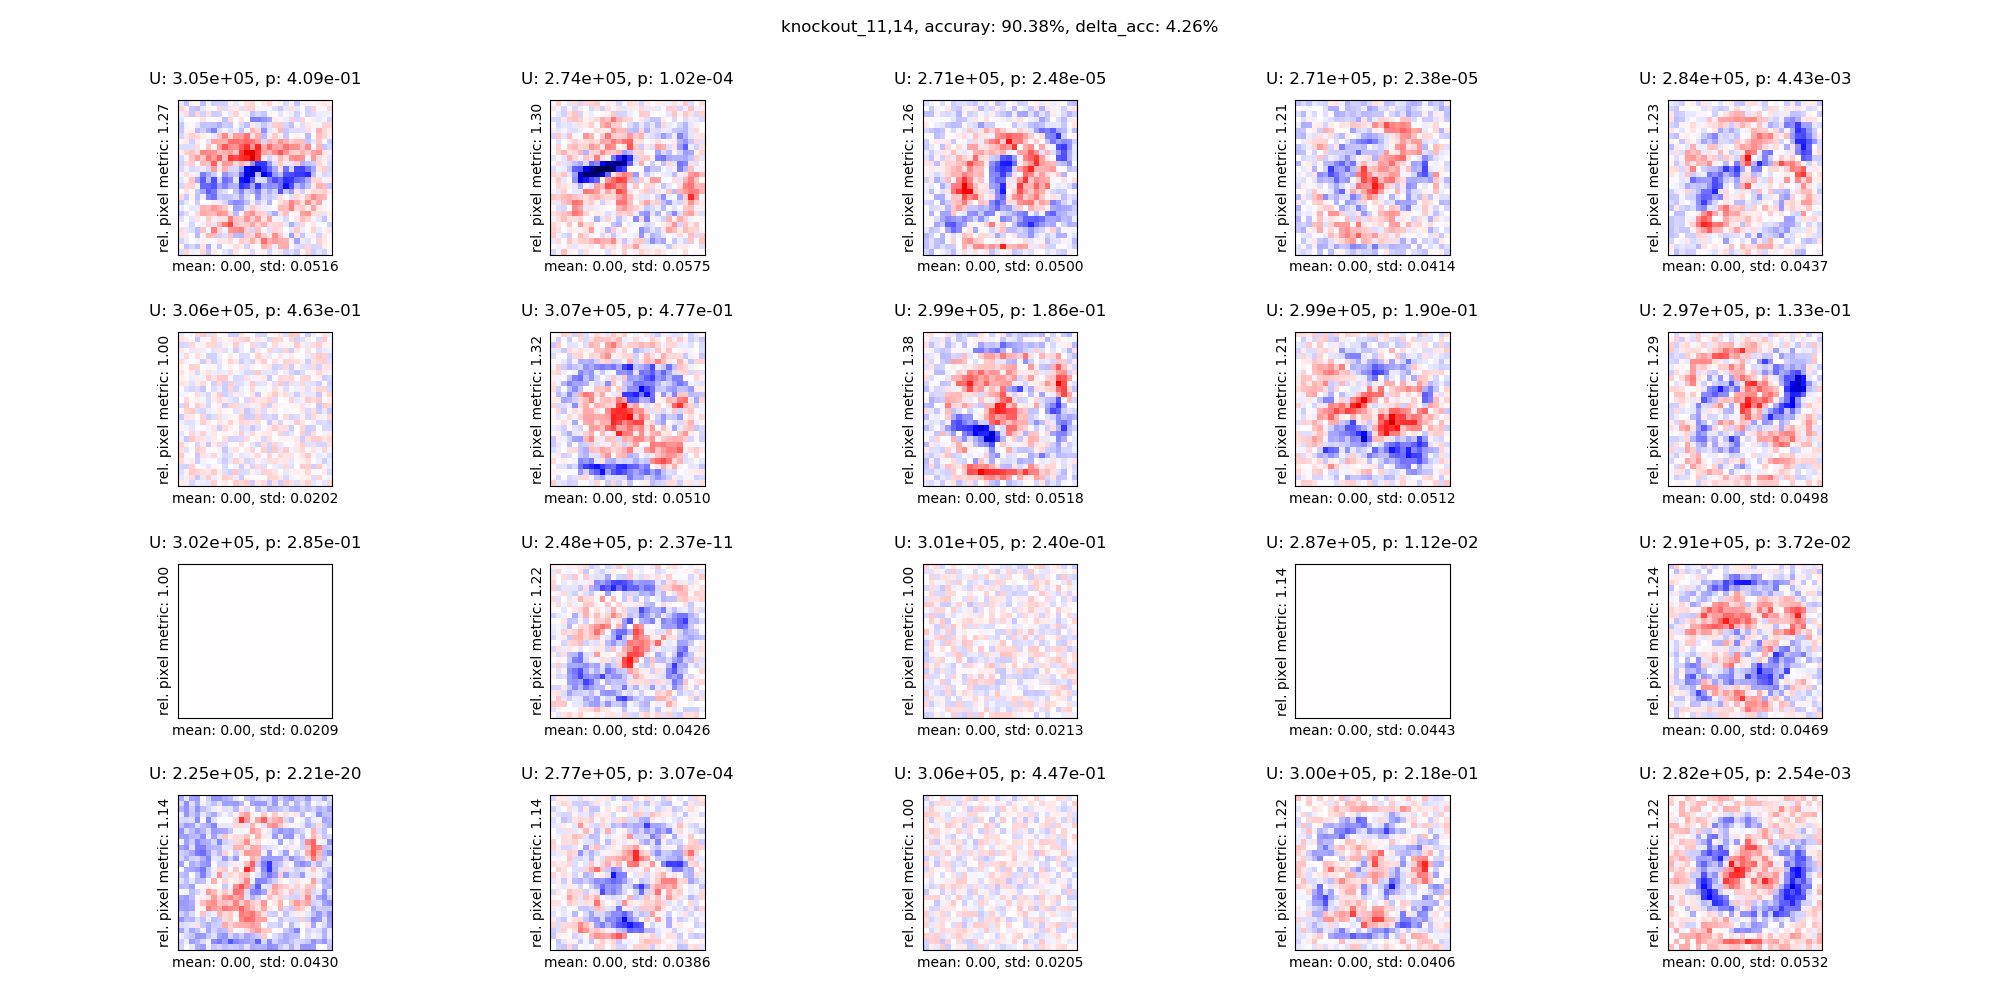 knockout_11,14, accuray: 90.38%, delta_acc: 4.26%
U: 3.05e+05, p: 4.09e-01
rel. pixel metric: 1.27
mean: 0.00, std: 0.0516
U: 2.74e+05, p: 1.02e-04
rel. pixel metric: 1.30
mean: 0.00, std: 0.0575
U: 2.71e+05, p: 2.48e-05
rel. pixel metric: 1.26
mean: 0.00, std: 0.0500
U: 2.71e+05, p: 2.38e-05
rel. pixel metric: 1.21
mean: 0.00, std: 0.0414
U: 2.84e+05, p: 4.43e-03
rel. pixel metric: 1.23
mean: 0.00, std: 0.0437
U: 3.06e+05, p: 4.63e-01
rel. pixel metric: 1.00
mean: 0.00, std: 0.0202
U: 3.07e+05, p: 4.77e-01
rel. pixel metric: 1.32
mean: 0.00, std: 0.0510
U: 2.99e+05, p: 1.86e-01
rel. pixel metric: 1.38
mean: 0.00, std: 0.0518
U: 2.99e+05, p: 1.90e-01
rel. pixel metric: 1.21
mean: 0.00, std: 0.0512
U: 2.97e+05, p: 1.33e-01
rel. pixel metric: 1.29
mean: 0.00, std: 0.0498
U: 3.02e+05, p: 2.85e-01
rel. pixel metric: 1.00
mean: 0.00, std: 0.0209
U: 2.48e+05, p: 2.37e-11
rel. pixel metric: 1.22
mean: 0.00, std: 0.0426
U: 3.01e+05, p: 2.40e-01
rel. pixel metric: 1.00
mean: 0.00, std: 0.0213
U: 2.87e+05, p: 1.12e-02
rel. pixel metric: 1.14
mean: 0.00, std: 0.0443
U: 2.91e+05, p: 3.72e-02
rel. pixel metric: 1.24
mean: 0.00, std: 0.0469
U: 2.25e+05, p: 2.21e-20
rel. pixel metric: 1.14
mean: 0.00, std: 0.0430
U: 2.77e+05, p: 3.07e-04
rel. pixel metric: 1.14
mean: 0.00, std: 0.0386
U: 3.06e+05, p: 4.47e-01
rel. pixel metric: 1.00
mean: 0.00, std: 0.0205
U: 3.00e+05, p: 2.18e-01
rel. pixel metric: 1.22
mean: 0.00, std: 0.0406
U: 2.82e+05, p: 2.54e-03
rel. pixel metric: 1.22
mean: 0.00, std: 0.0532